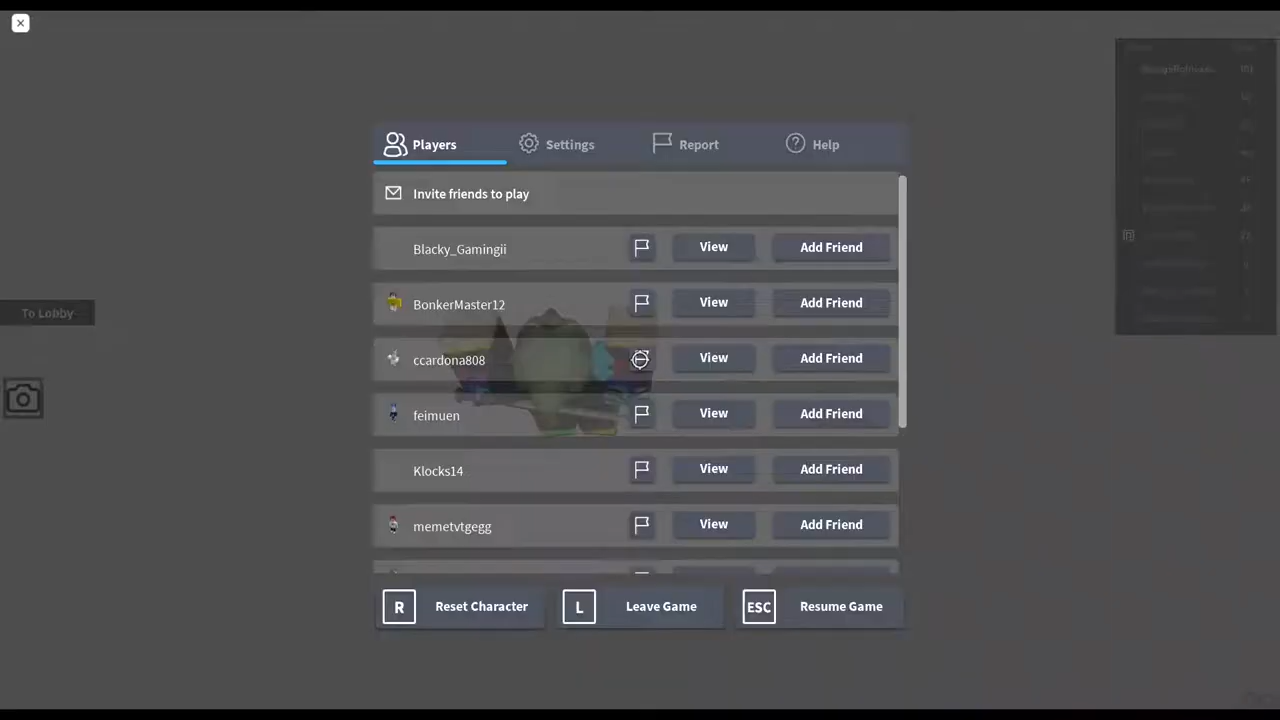 Players
Settings
Report
Help
Invite friends to play
Blacky_Gamingii
View
Add Friend
BonkerMaster12
View
Add Friend
To Lobby
ccardona808
View
Add Friend
feimuen
View
Add Friend
Klocks14
View
Add Friend
memetvtgegg
View
Add Friend
R
Reset Character
L
Leave Game
ESC
Resume Game